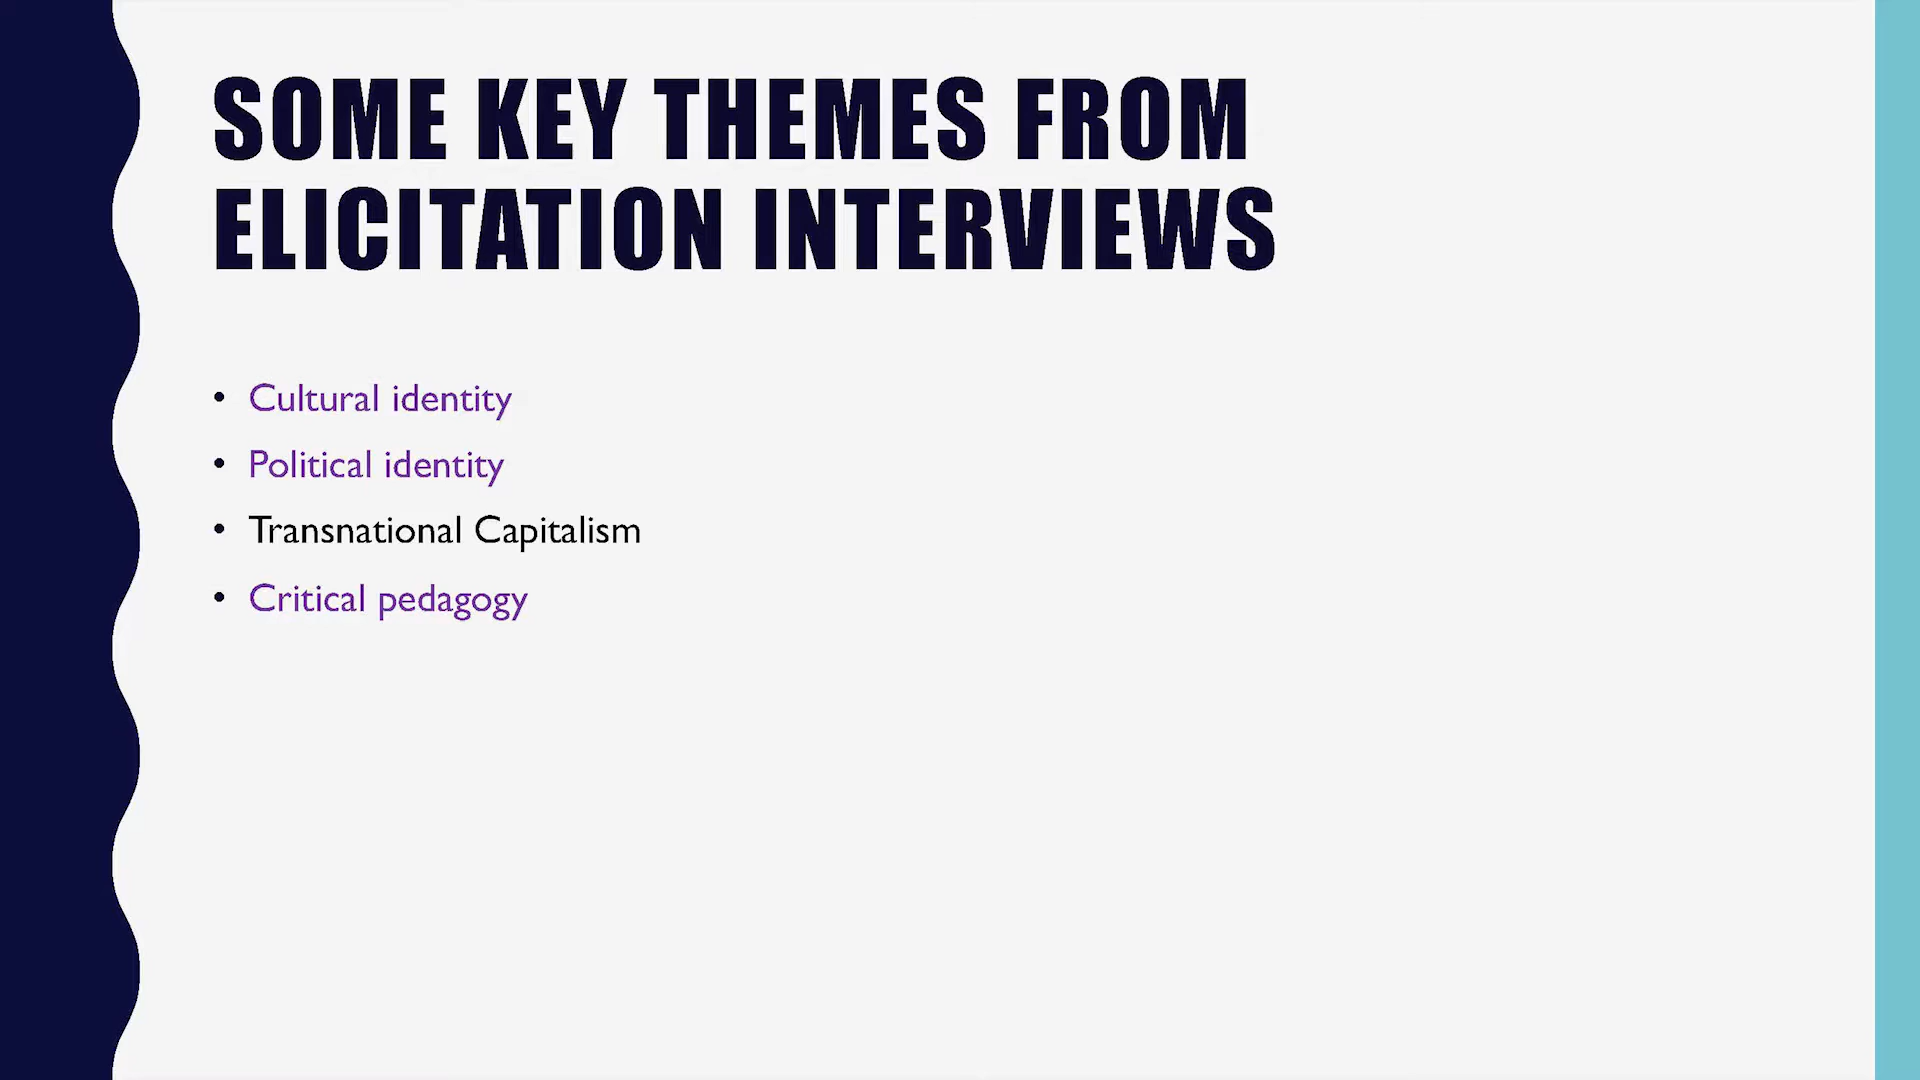 SOME KEY THEMES FROM
ELICITATION INTERVIEWS
• Cultural identity
• Political identity
• Transnational Capitalism
• Critical pedagogy